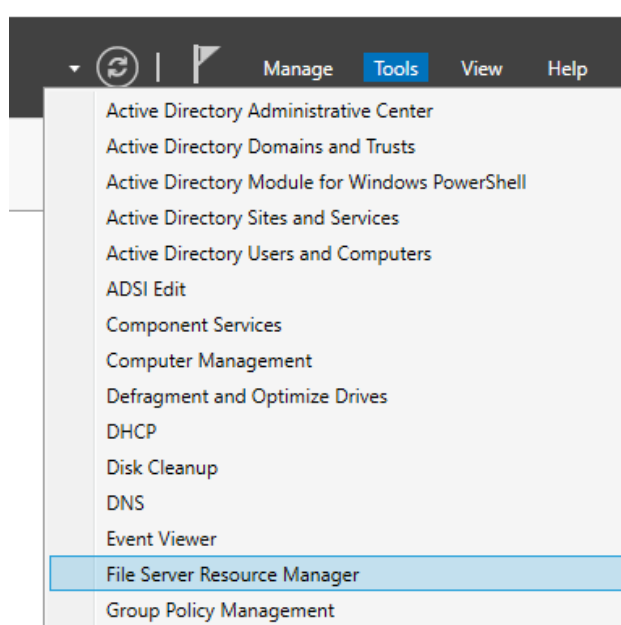 Manage Tools View Help
Active Directory Administrative Center
Active Directory Domains and Trusts
Active Directory Module for Windows PowerShell
Active Directory Sites and Services
Active Directory Users and Computers
ADSI Edit
Component Services
Computer Management
Defragment and Optimize Drives
DHCP
Disk Cleanup
DNS
Event Viewer
File Server Resource Manager
Group Policy Management